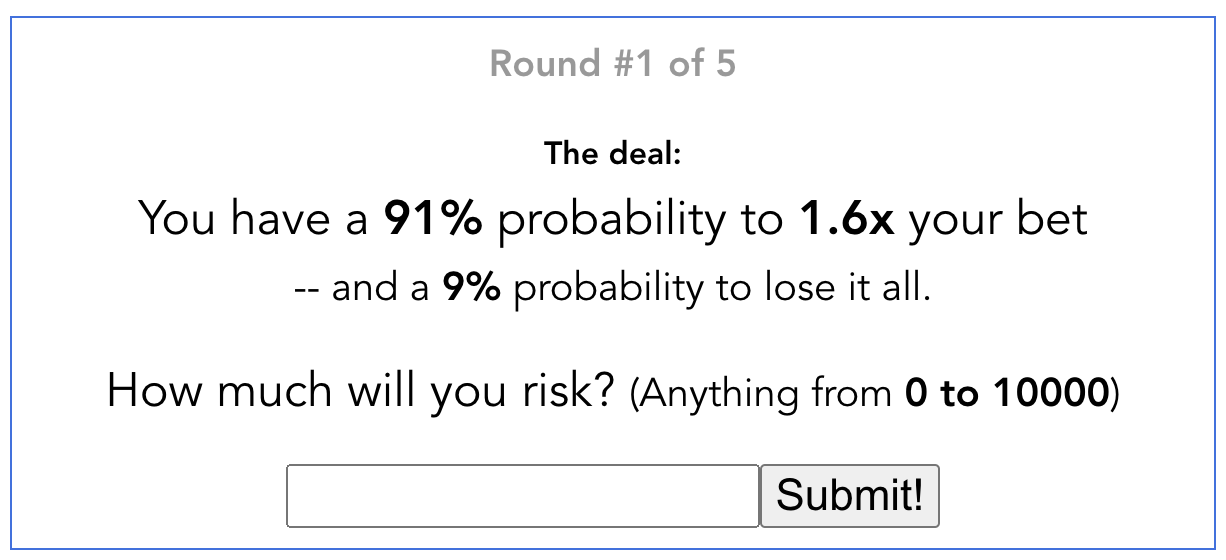 Round #1 of 5
The deal:
You have a 91% probability to 1.6x your bet
-- and a 9% probability to lose it all.
How much will you risk? (Anything from 0 to 10000)
Submit!